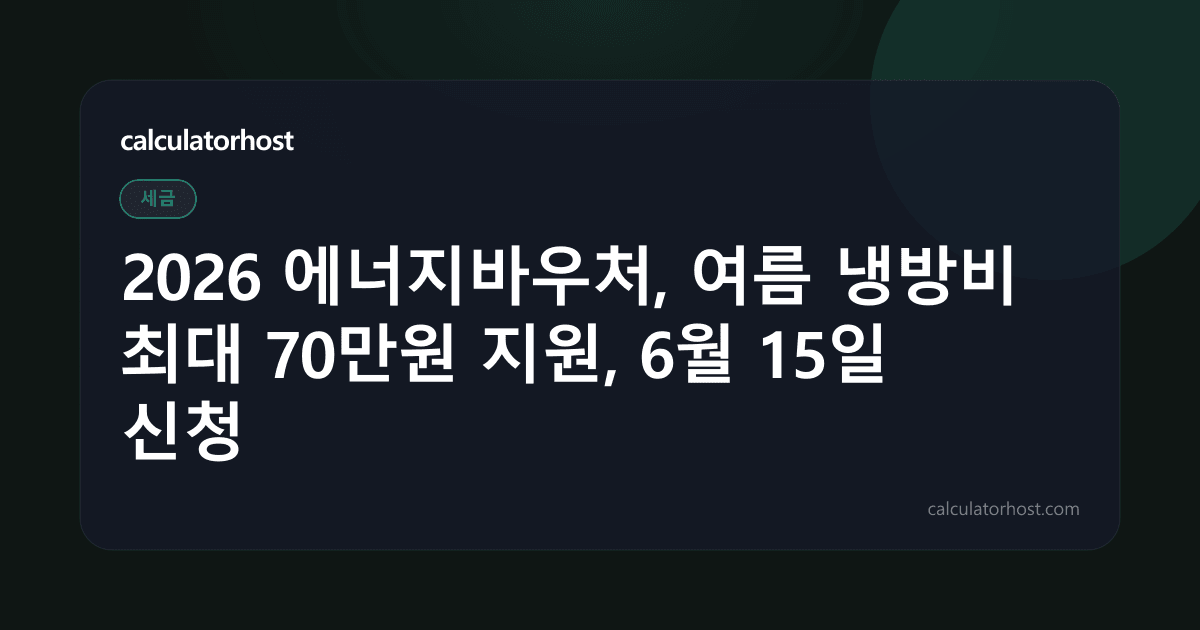 calculatorhost
세금
2026 에너지바우처, 여름 냉방비
최대 70만원 지원, 6월 15일
신청
calculatorhost.com